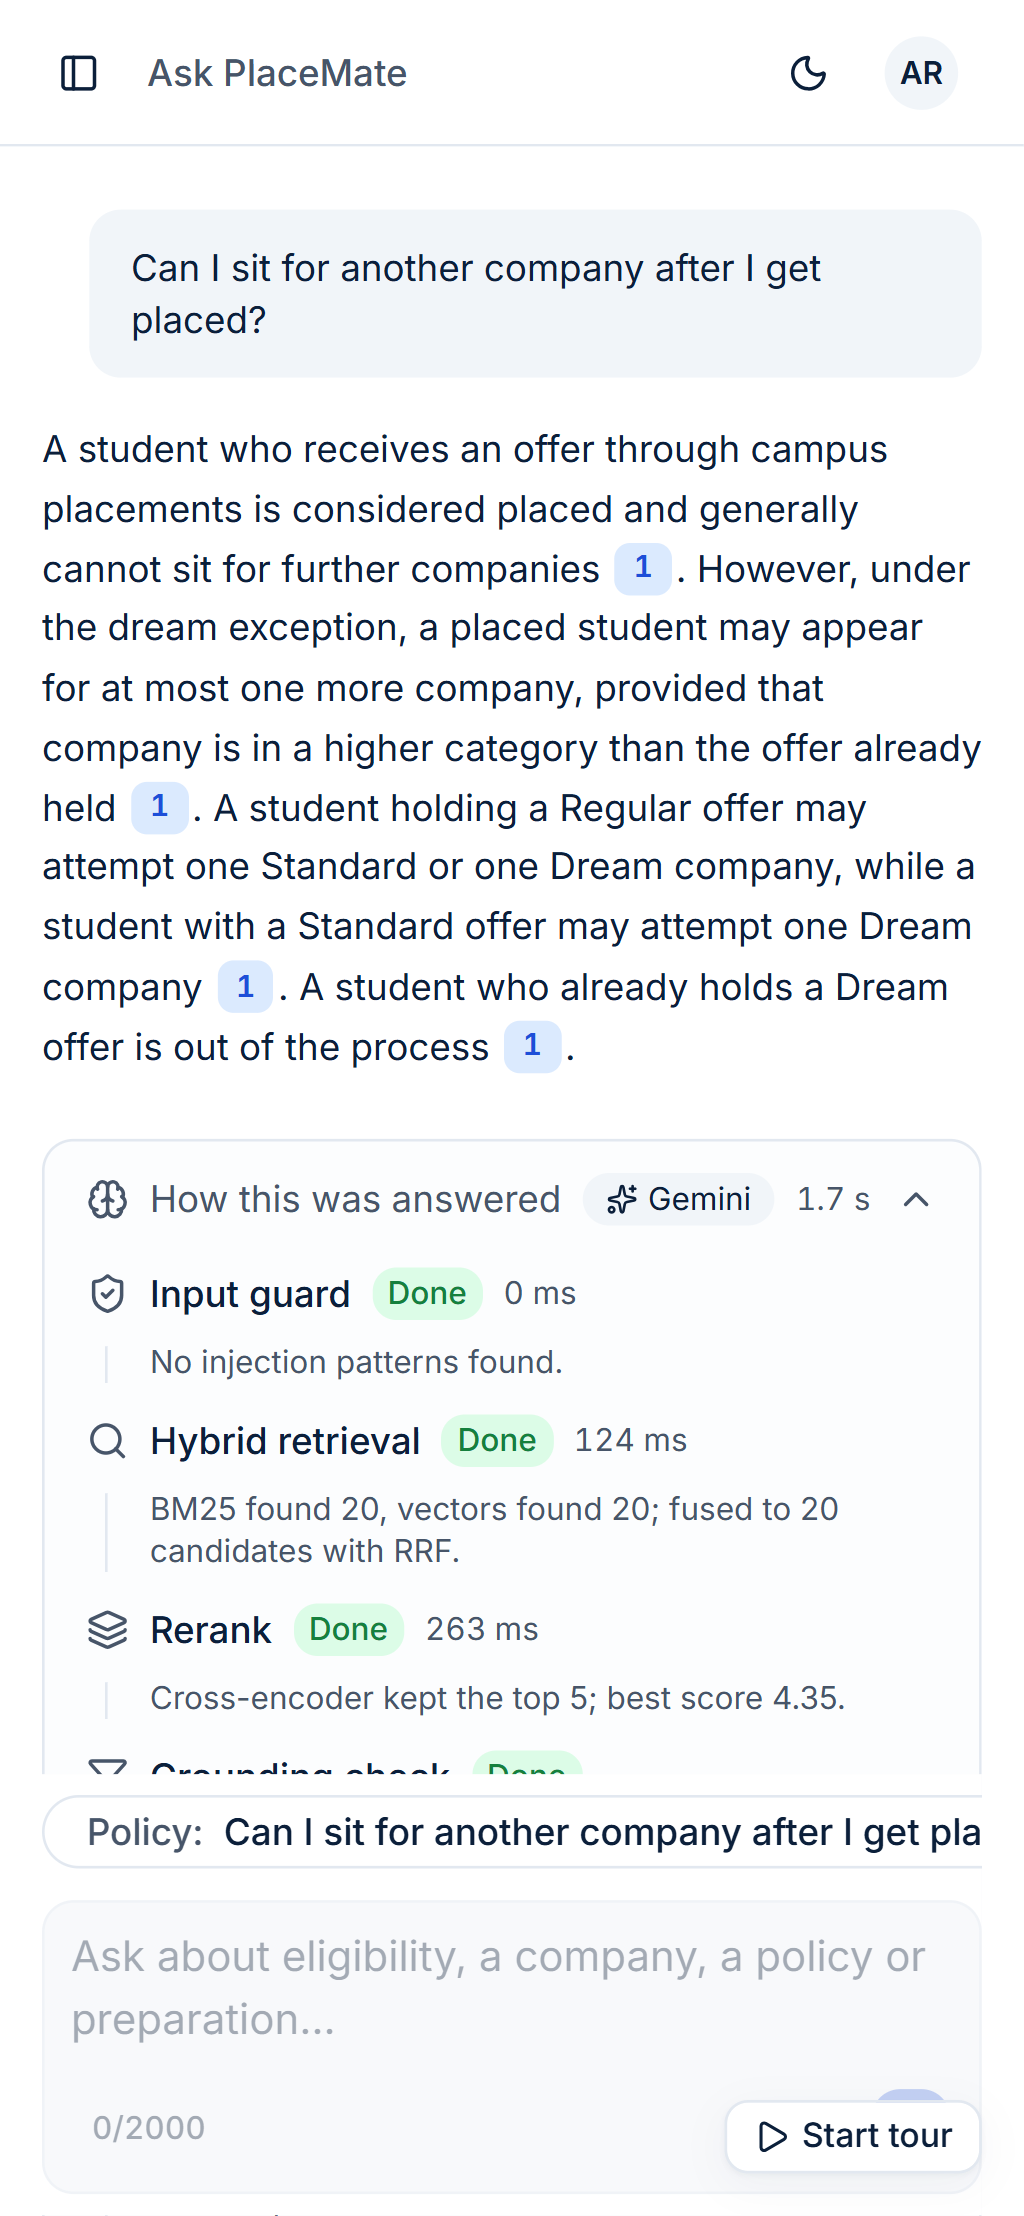 Ask PlaceMate
AR
Can I sit for another company after I get
placed?
A student who receives an offer through campus
placements is considered placed and generally
cannot sit for further companies 1. However, under
the dream exception, a placed student may appear
for at most one more company, provided that
company is in a higher category than the offer already
held 1. A student holding a Regular offer may
attempt one Standard or one Dream company, while a
student with a Standard offer may attempt one Dream
company 1. A student who already holds a Dream
offer is out of the process 1.
How this was answered Gemini 1.7 s
Input guard Done 0 ms
No injection patterns found.
Hybrid retrieval Done 124 ms
BM25 found 20, vectors found 20; fused to 20
candidates with RRF.
Rerank Done 263 ms
Cross-encoder kept the top 5; best score 4.35.
Grounding check Done
Policy: Can I sit for another company after I get pla
Ask about eligibility, a company, a policy or
preparation...
0/2000
Start tour